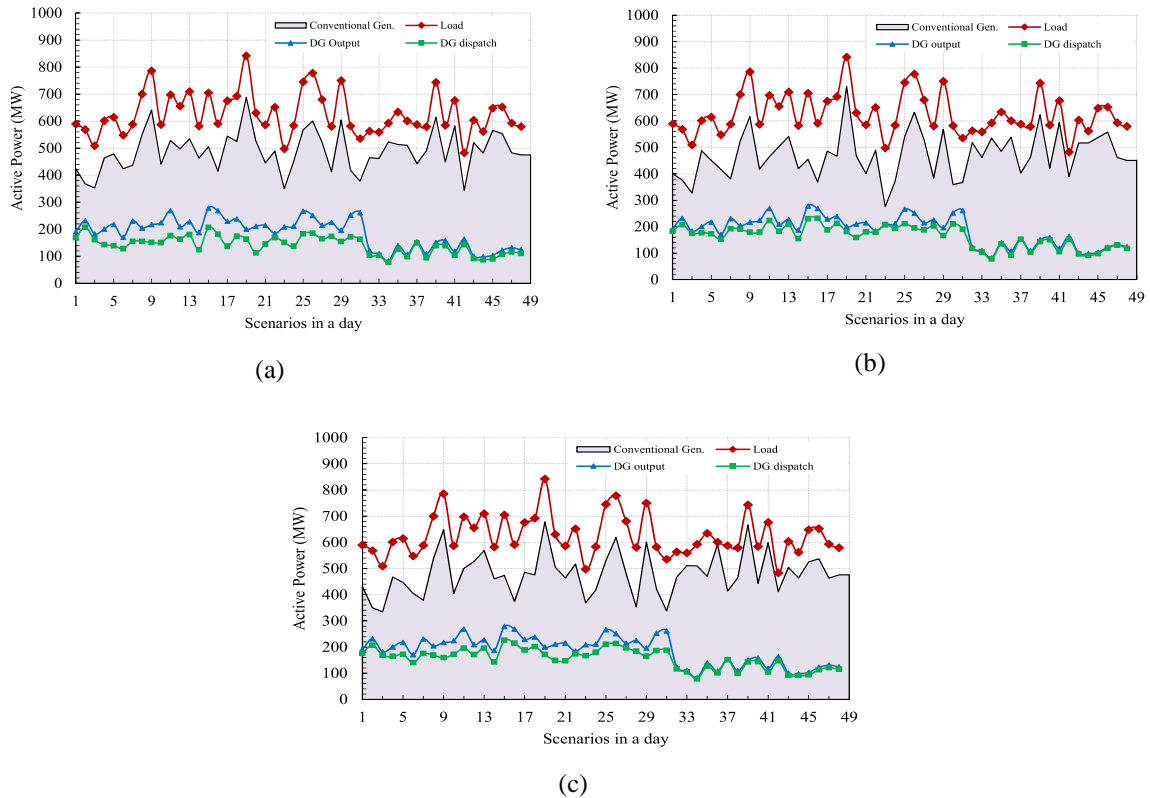 1000
900
800
700
600
500
400
300
200
100
0
Active Power (MW)
Conventional Gen. Load
DG Output DG dispatch
1 5 9 13 17 21 25 29 33 37 41 45 49
Scenarios in a day
(a)
1000
900
800
700
600
500
400
300
200
100
0
Active Power (MW)
Conventional Gen. Load
DG output DG dispatch
1 5 9 13 17 21 25 29 33 37 41 45 49
Scenarios in a day
(b)
1000
900
800
700
600
500
400
300
200
100
0
Active Power (MW)
Conventional Gen. Load
DG output DG dispatch
1 5 9 13 17 21 25 29 33 37 41 45 49
Scenarios in a day
(c)